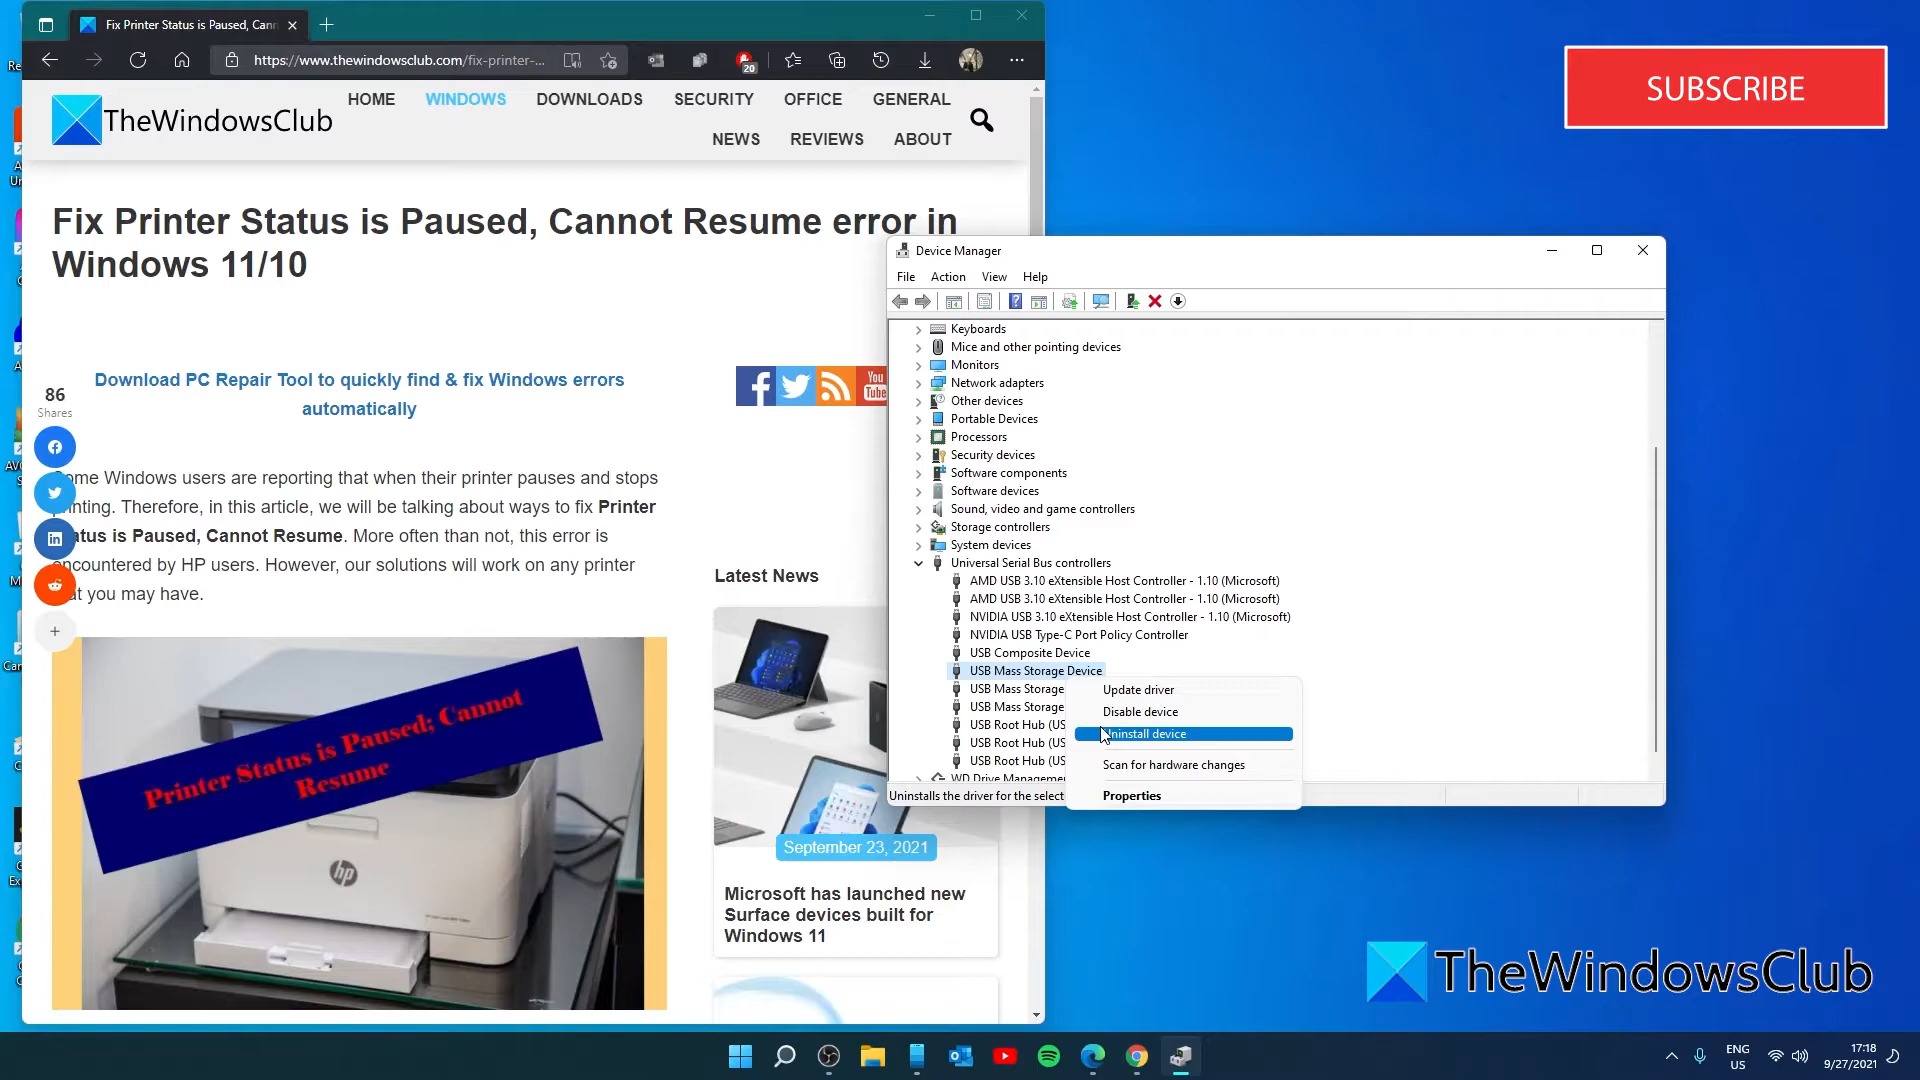 Fix Printer Status is Paused, Cann
https://www.thewindowsclub.com/fix-printer-...
20
TheWindowsClub
HOME WINDOWS DOWNLOADS SECURITY OFFICE GENERAL
NEWS REVIEWS ABOUT
Fix Printer Status is Paused, Cannot Resume error in
Windows 11/10
Download PC Repair Tool to quickly find & fix Windows errors
automatically
86
Shares
You
Tube
ome Windows users are reporting that when their printer pauses and stops
inting. Therefore, in this article, we will be talking about ways to fix Printer
atus is Paused, Cannot Resume. More often than not, this error is
ncountered by HP users. However, our solutions will work on any printer
at you may have.
Printer Status is Paused; Cannot
Resume
hp
Latest News
September 23, 2021
Microsoft has launched new
Surface devices built for
Windows 11
SUBSCRIBE
Device Manager
File Action View Help
Keyboards
Mice and other pointing devices
Monitors
Network adapters
Other devices
Portable Devices
Processors
Security devices
Software components
Software devices
Sound, video and game controllers
Storage controllers
System devices
Universal Serial Bus controllers
AMD USB 3.10 eXtensible Host Controller - 1.10 (Microsoft)
AMD USB 3.10 eXtensible Host Controller - 1.10 (Microsoft)
NVIDIA USB 3.10 eXtensible Host Controller - 1.10 (Microsoft)
NVIDIA USB Type-C Port Policy Controller
USB Composite Device
USB Mass Storage Device
USB Mass Storage
USB Mass Storage
USB Root Hub (US
USB Root Hub (US
USB Root Hub (US
WD Drive Managemer
Uninstalls the driver for the select
Update driver
Disable device
Uninstall device
Scan for hardware changes
Properties
TheWindowsClub
ENG
US
17:18
9/27/2021